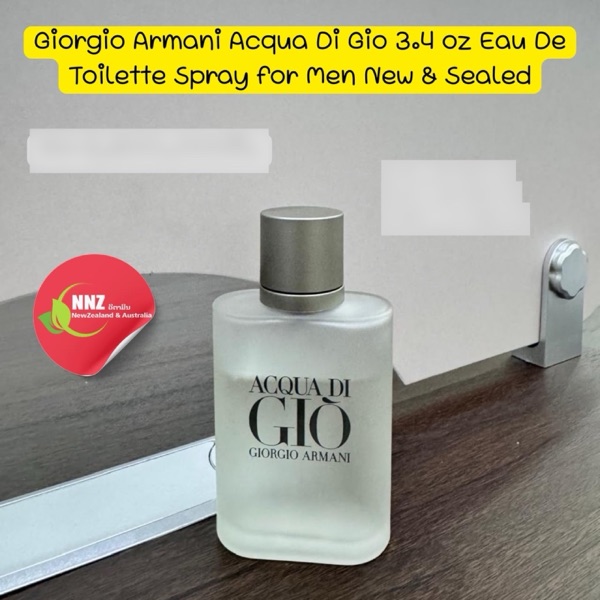 Giorgio Armani Acqua Di Gio 3.4 oz Eau De
Toilette Spray for Men New & Sealed
NNZ
NewZealand & Australia
ACQUA DI
GIÒ
GIORGIO ARMANI